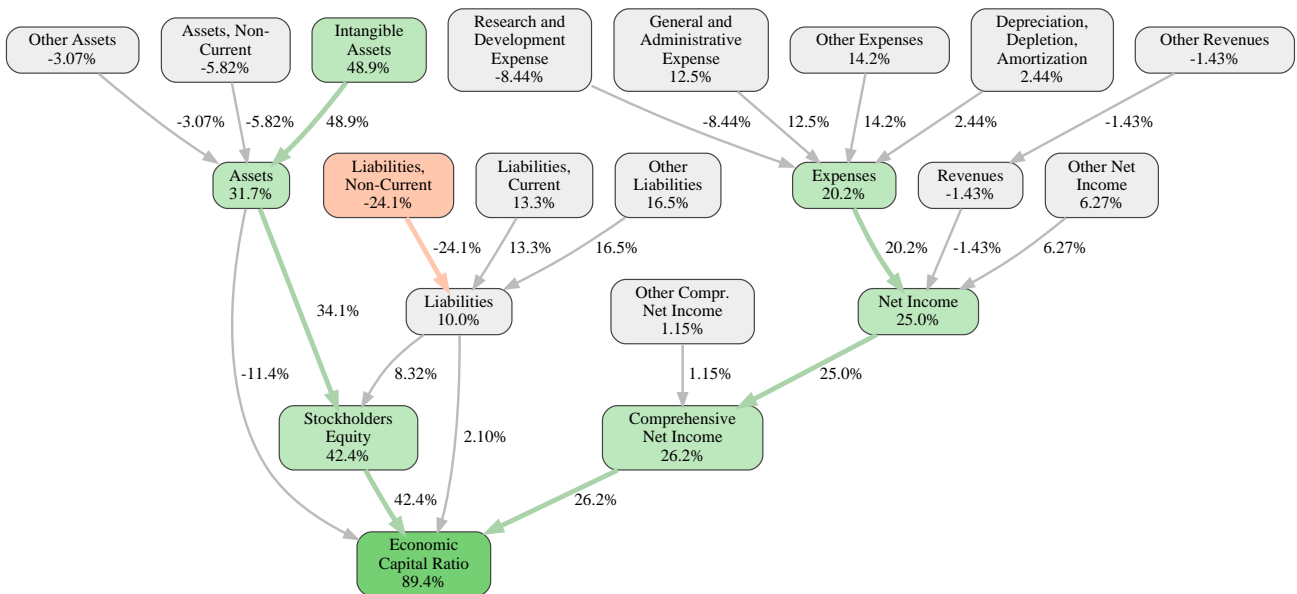 Other Assets
-3.07%
Assets, Non-
Current
-5.82%
Intangible
Assets
48.9%
Research and
Development
Expense
-8.44%
General and
Administrative
Expense
12.5%
Other Expenses
14.2%
Depreciation,
Depletion,
Amortization
2.44%
Other Revenues
-1.43%
-3.07%
-5.82%
48.9%
-8.44%
12.5%
14.2%
2.44%
-1.43%
Assets
31.7%
Liabilities,
Non-Current
-24.1%
Liabilities,
Current
13.3%
Other
Liabilities
16.5%
Expenses
20.2%
Revenues
-1.43%
Other Net
Income
6.27%
-24.1%
13.3%
16.5%
20.2%
-1.43%
6.27%
34.1%
Liabilities
10.0%
Other Compr.
Net Income
1.15%
Net Income
25.0%
-11.4%
8.32%
1.15%
25.0%
Stockholders
Equity
42.4%
2.10%
Comprehensive
Net Income
26.2%
42.4%
26.2%
Economic
Capital Ratio
89.4%